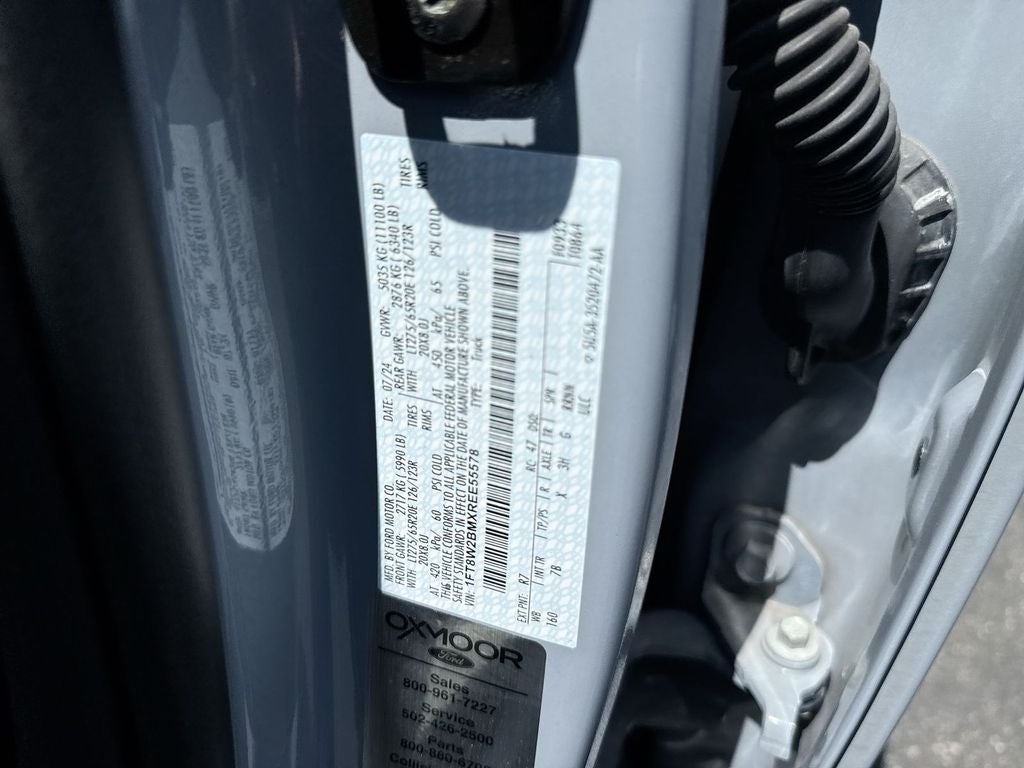 MFD. BY FORD MOTOR CO.
DATE: 07/24 GVWR: 5035 KG (11100 LB)
FRONT GAWR: 2717 KG (5990 LB)
REAR GAWR: 2876 KG (6340 LB)
WITH LT275/65R20E 126/123R TIRES
WITH LT275/65R20E 126/123R TIRES
20X8.0J RIMS
20X8.0J RIMS
AT 420 kPa/ 60 PSI COLD
AT 450 kPa/ 65 PSI COLD
THIS VEHICLE CONFORMS TO ALL APPLICABLE FEDERAL MOTOR VEHICLE
SAFETY STANDARDS IN EFFECT ON THE DATE OF MANUFACTURE SHOWN ABOVE.
VIN: 1FT8W2BMXREE55578
TYPE: Truck
EXT PNT: R7 RC: 47 DSO:
WB INT TR TP/PS R AXLE TR SPR
160 7B X 3H G
ULC
OXMOOR
Ford
Sales
800-961-7227
Service
502-426-2500
Parts